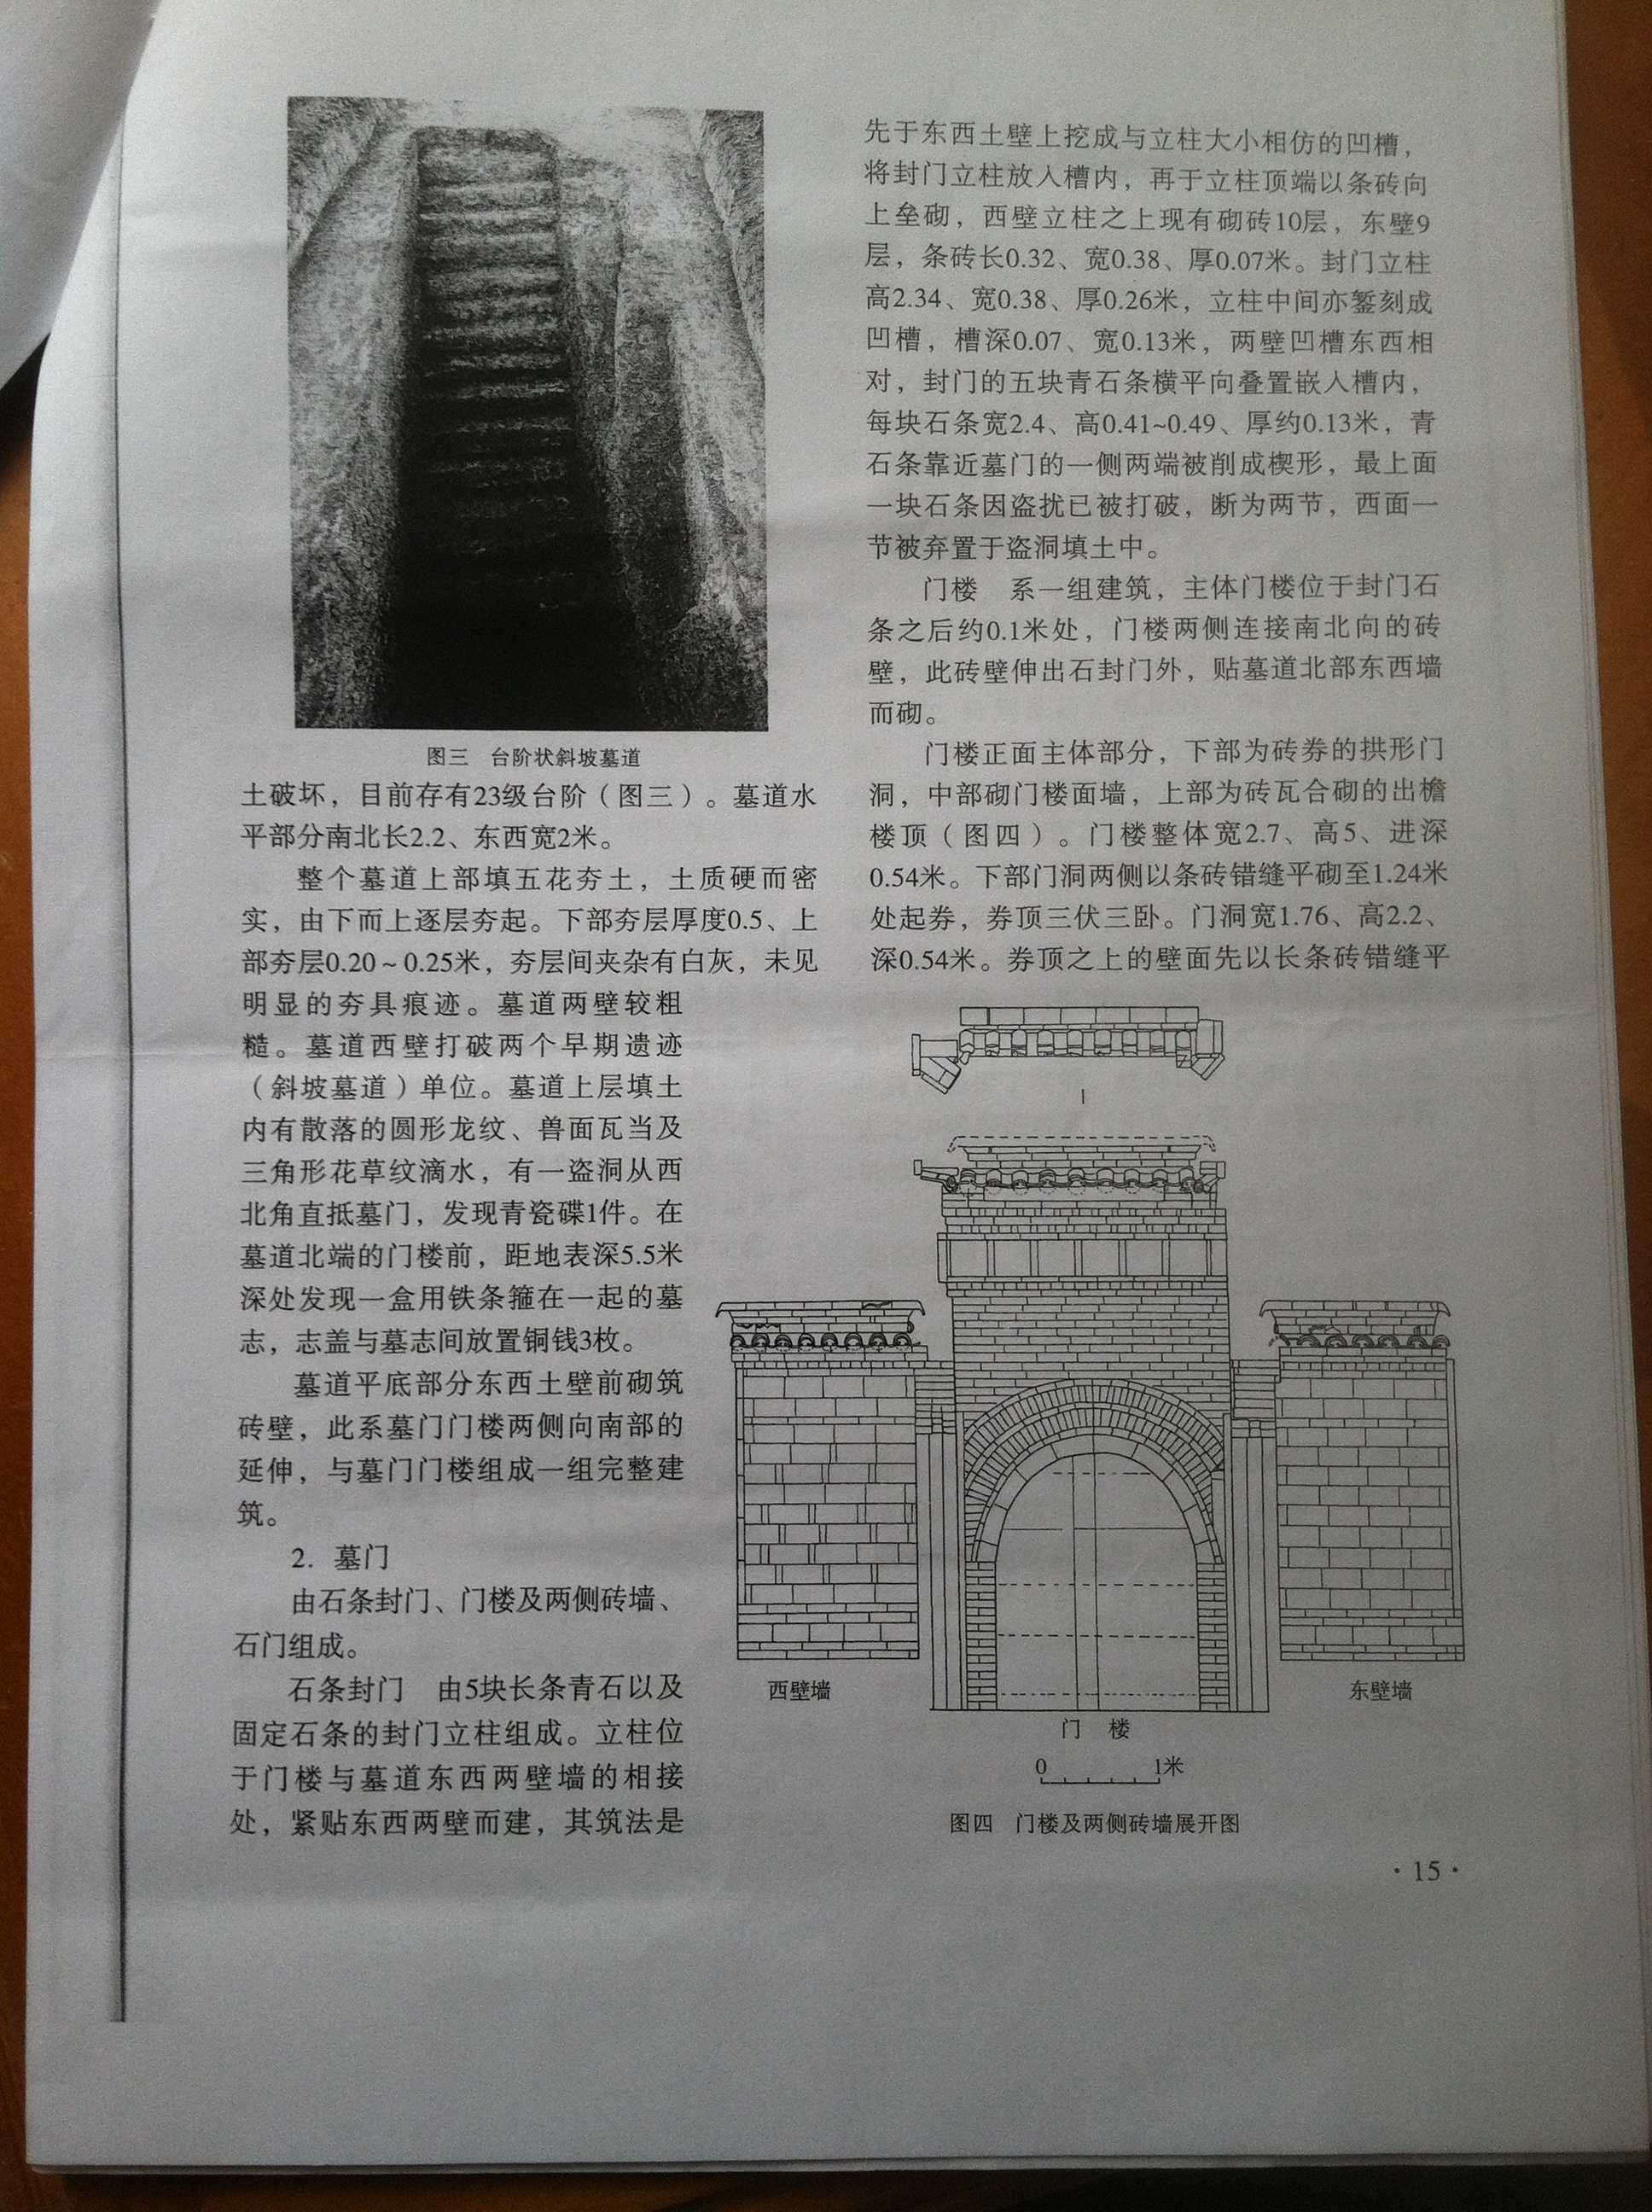 图三　台阶状斜坡墓道
土破坏，目前存有23级台阶（图三）。墓道水
平部分南北长2.2、东西宽2米。
整个墓道上部填五花夯土，土质硬而密
实，由下而上逐层夯起。下部夯层厚度0.5、上
部夯层0.20～0.25米，夯层间夹杂有白灰，未见
明显的夯具痕迹。墓道两壁较粗
糙。墓道西壁打破两个早期遗迹
（斜坡墓道）单位。墓道上层填土
内有散落的圆形龙纹、兽面瓦当及
三角形花草纹滴水，有一盗洞从西
北角直抵墓门，发现青瓷碟1件。在
墓道北端的门楼前，距地表深5.5米
深处发现一盒用铁条箍在一起的墓
志，志盖与墓志间放置铜钱3枚。
墓道平底部分东西土壁前砌筑
砖壁，此系墓门门楼两侧向南部的
延伸，与墓门门楼组成一组完整建
筑。
2．墓门
由石条封门、门楼及两侧砖墙、
石门组成。
石条封门　由5块长条青石以及
固定石条的封门立柱组成。立柱位
于门楼与墓道东西两壁墙的相接
处，紧贴东西两壁而建，其筑法是
先于东西土壁上挖成与立柱大小相仿的凹槽，
将封门立柱放人槽内，再于立柱顶端以条砖向
上垒砌，西壁立柱之上现有砌砖10层，东壁9
层，条砖长0.32、宽0.38、厚0.07米。封门立柱
高2.34、宽0.38、厚0.26米，立柱中间亦錾刻成
凹槽，槽深0.07、宽0.13米，两壁凹槽东西相
对，封门的五块青石条横平向叠置嵌人槽内，
每块石条宽2.4、高0.41~0.49、厚约0.13米，青
石条靠近墓门的一侧两端被削成楔形，最上面
一块石条因盗扰已被打破，断为两节，西面一
节被弃置于盗洞填土中。
门楼　系一组建筑，主体门楼位于封门石
条之后约0.1米处，门楼两侧连接南北向的砖
壁，此砖壁伸出石封门外，贴墓道北部东西墙
而砌。
门楼正面主体部分，下部为砖券的拱形门
洞，中部砌门楼面墙，上部为砖瓦合砌的出檐
楼顶（图四）。门楼整体宽2.7、高5、进深
0.54米。下部门洞两侧以条砖错缝平砌至1.24米
处起券，券顶三伏三卧。门洞宽1.76、高2.2、
深0.54米。券顶之上的壁面先以长条砖错缝平
西壁墙
东壁墙
门　楼
0　1米
图四　门楼及两侧砖墙展开图
·15·